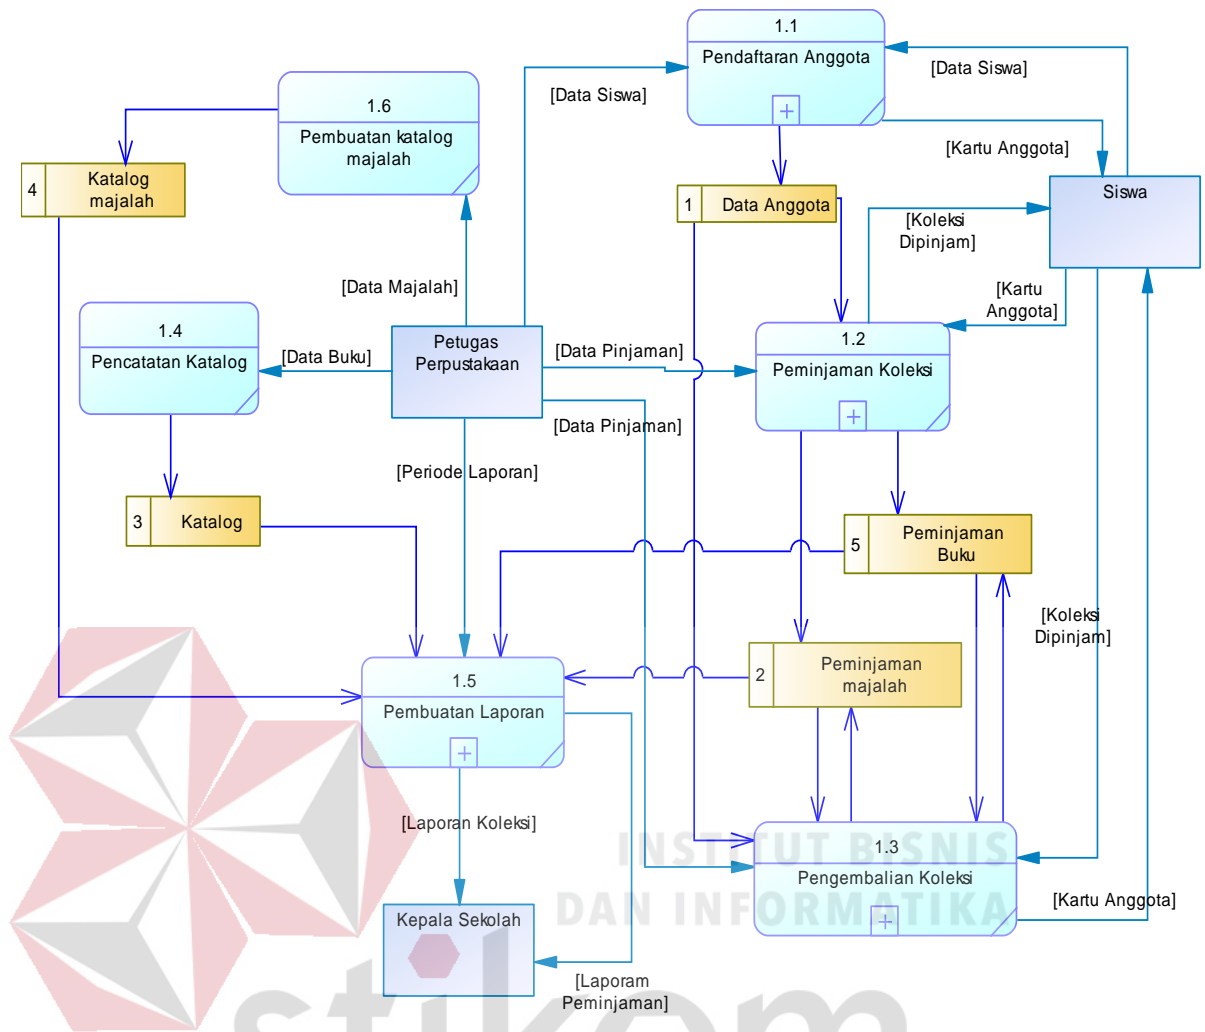 1.1
Pendaftaran Anggota
[Data Siswa]
[Data Siswa]
1.6
Pembuatan katalog
majalah
[Kartu Anggota]
4
Katalog
majalah
1
Data Anggota
Siswa
[Koleksi
Dipinjam]
[Data Majalah]
[Kartu
Anggota]
1.4
Pencatatan Katalog
[Data Buku]
Petugas
Perpustakaan
[Data Pinjaman]
1.2
Peminjaman Koleksi
[Data Pinjaman]
[Periode Laporan]
3
Katalog
5
Peminjaman
Buku
[Koleksi
Dipinjam]
1.5
Pembuatan Laporan
2
Peminjaman
majalah
[Laporan Koleksi]
INSTITUT BISNIS
DAN INFORMATIKA
1.3
Pengembalian Koleksi
[Kartu Anggota]
Kepala Sekolah
[Laporam
Peminjaman]
stikom